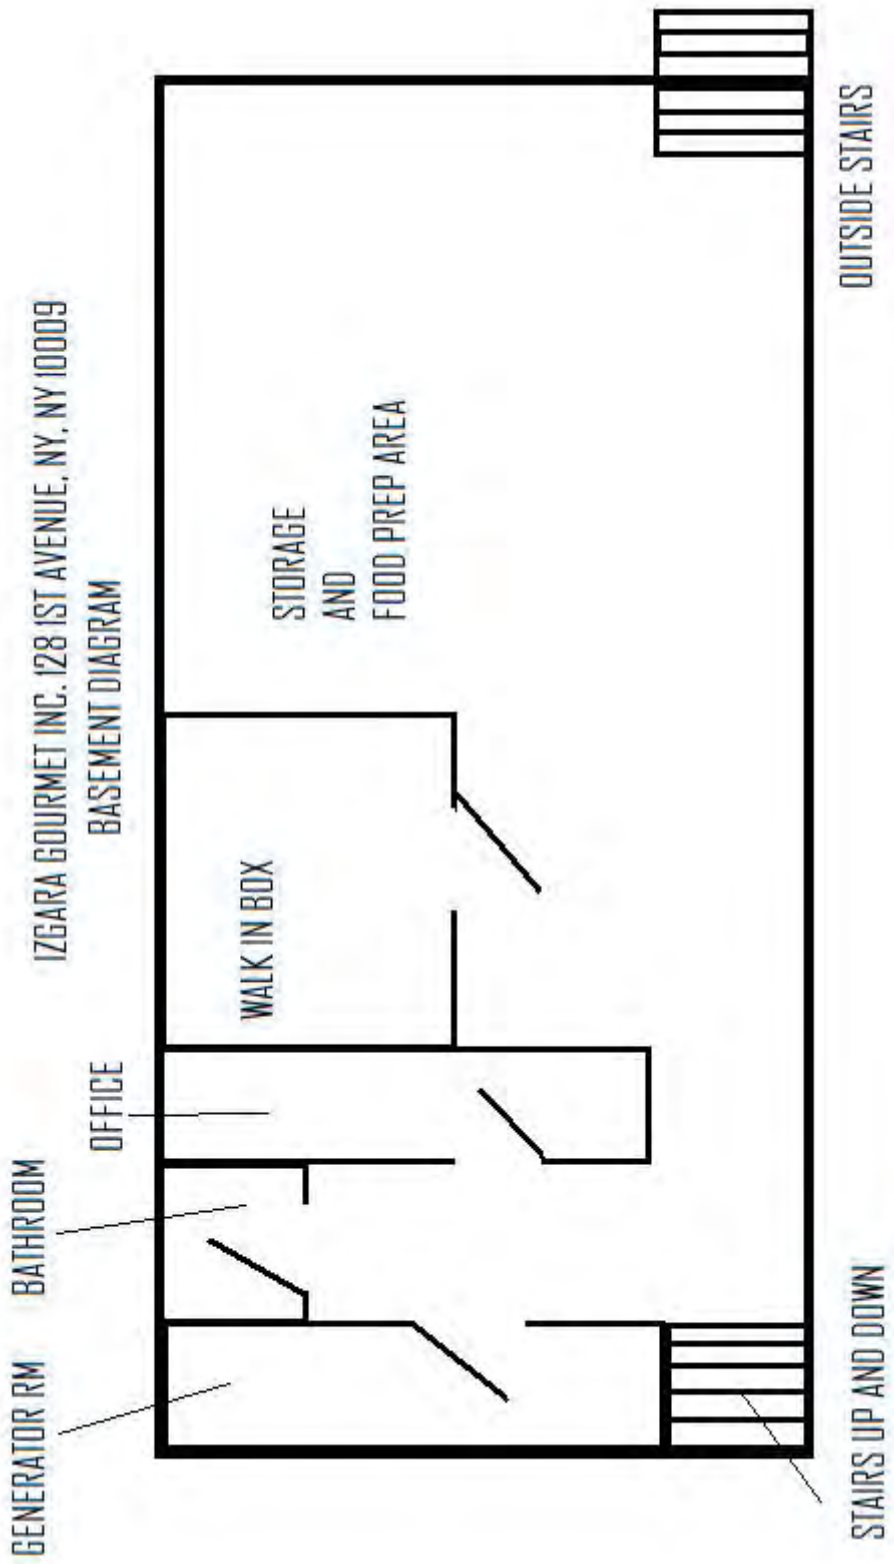 IZGARA GOURMET INC. 128 1ST AVENUE, NY, NY 10009
BASEMENT DIAGRAM
GENERATOR RM
BATHROOM
OFFICE
WALK IN BOX
STORAGE
AND
FOOD PREP AREA
STAIRS UP AND DOWN
OUTSIDE STAIRS